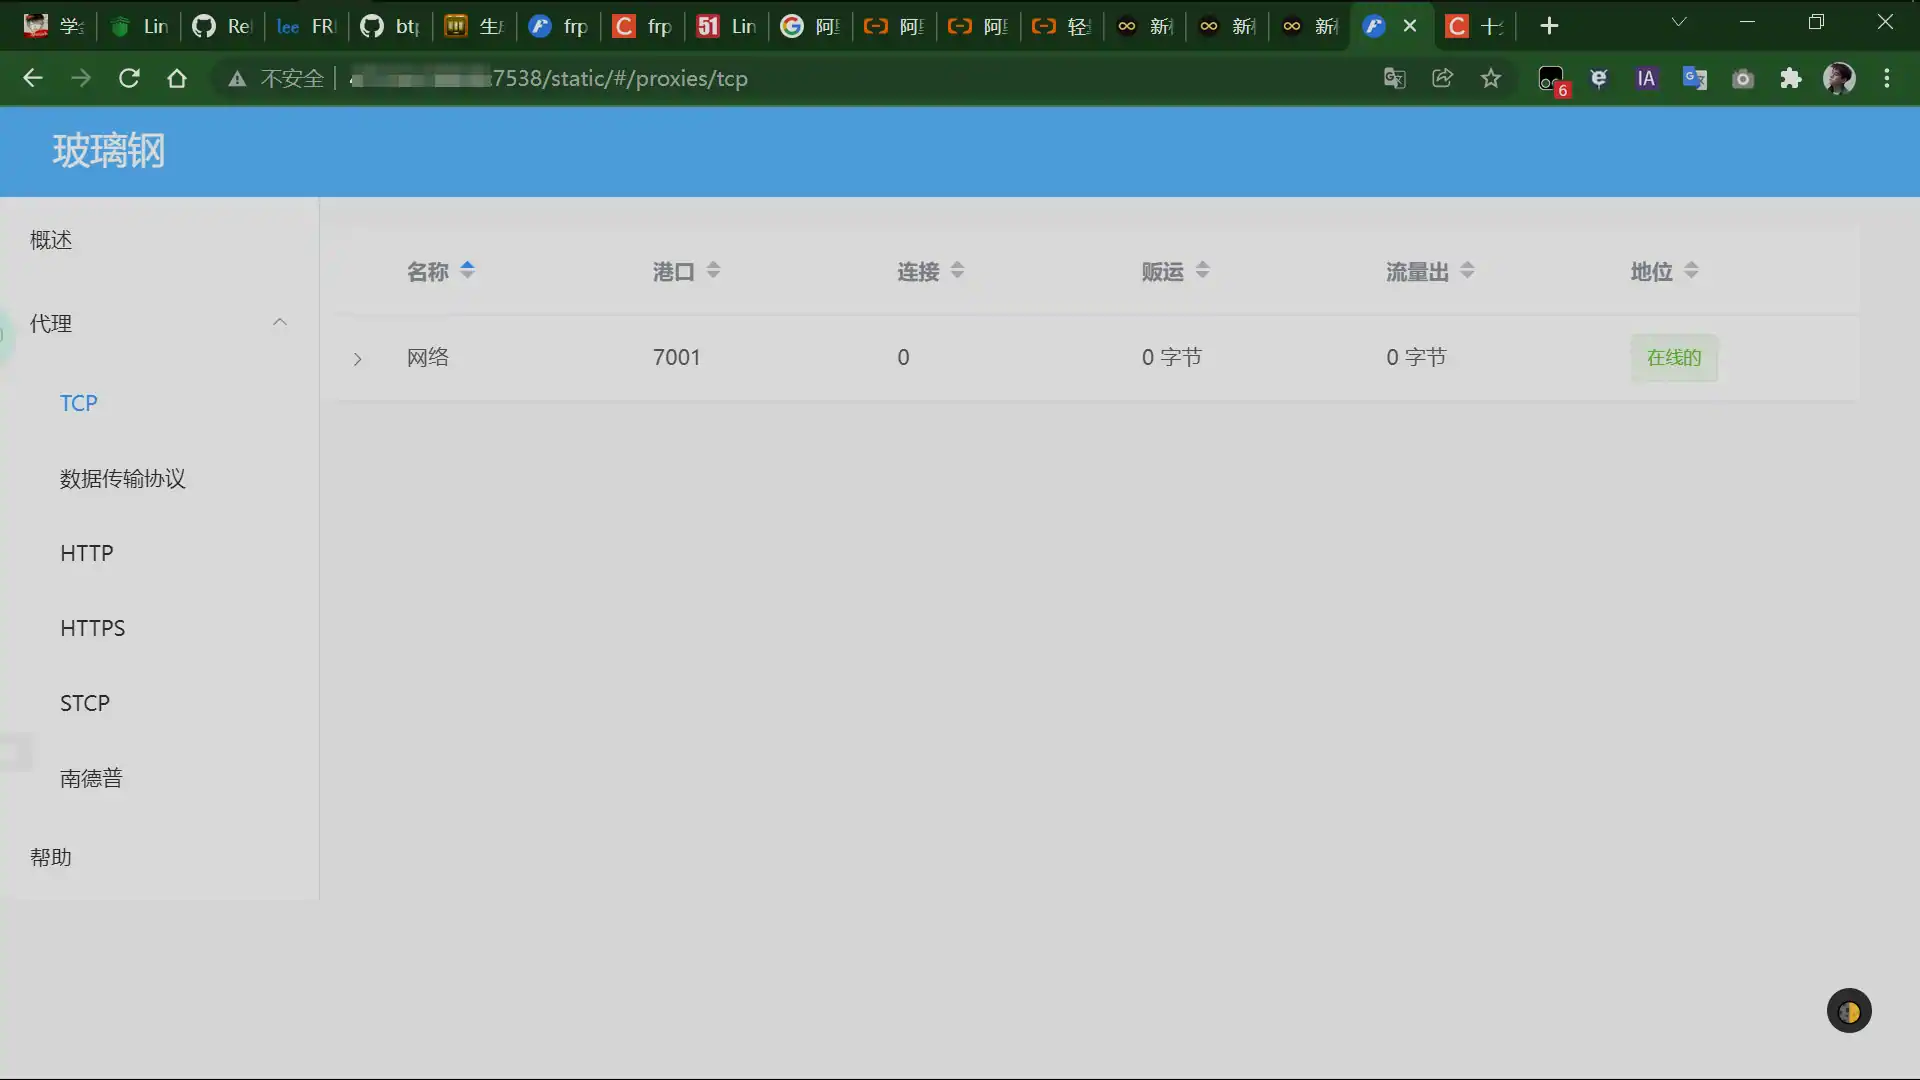 学 Lin Re lee FR btp 生 frp frp 51 Lin 阿 阿 阿 轻 新 新 新 十
不安全 7538/static/#/proxies/tcp 6 IA
玻璃钢
概述
代理
TCP
数据传输协议
HTTP
HTTPS
STCP
南德普
帮助
名称 港口 连接 贩运 流量出 地位
网络 7001 0 0 字节 0 字节 在线的